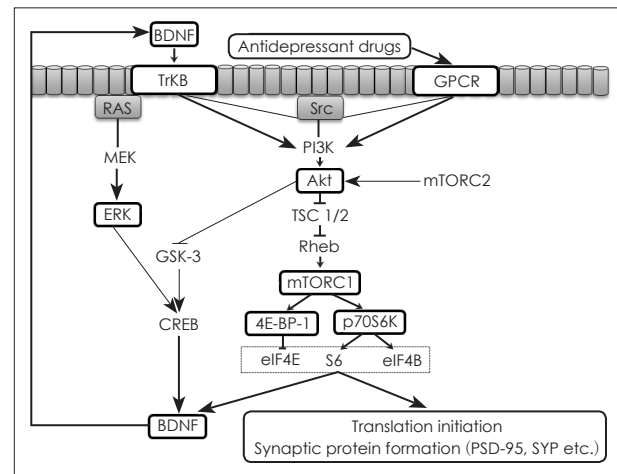 BDNF
Antidepressant drugs
TrKB
GPCR
RAS
Src
PI3K
MEK
Akt
mTORC2
TSC 1/2
ERK
Rheb
GSK-3
mTORC1
4E-BP-1
p70S6K
CREB
eIF4E
S6
eIF4B
BDNF
Translation initiation
Synaptic protein formation (PSD-95, SYP etc.)